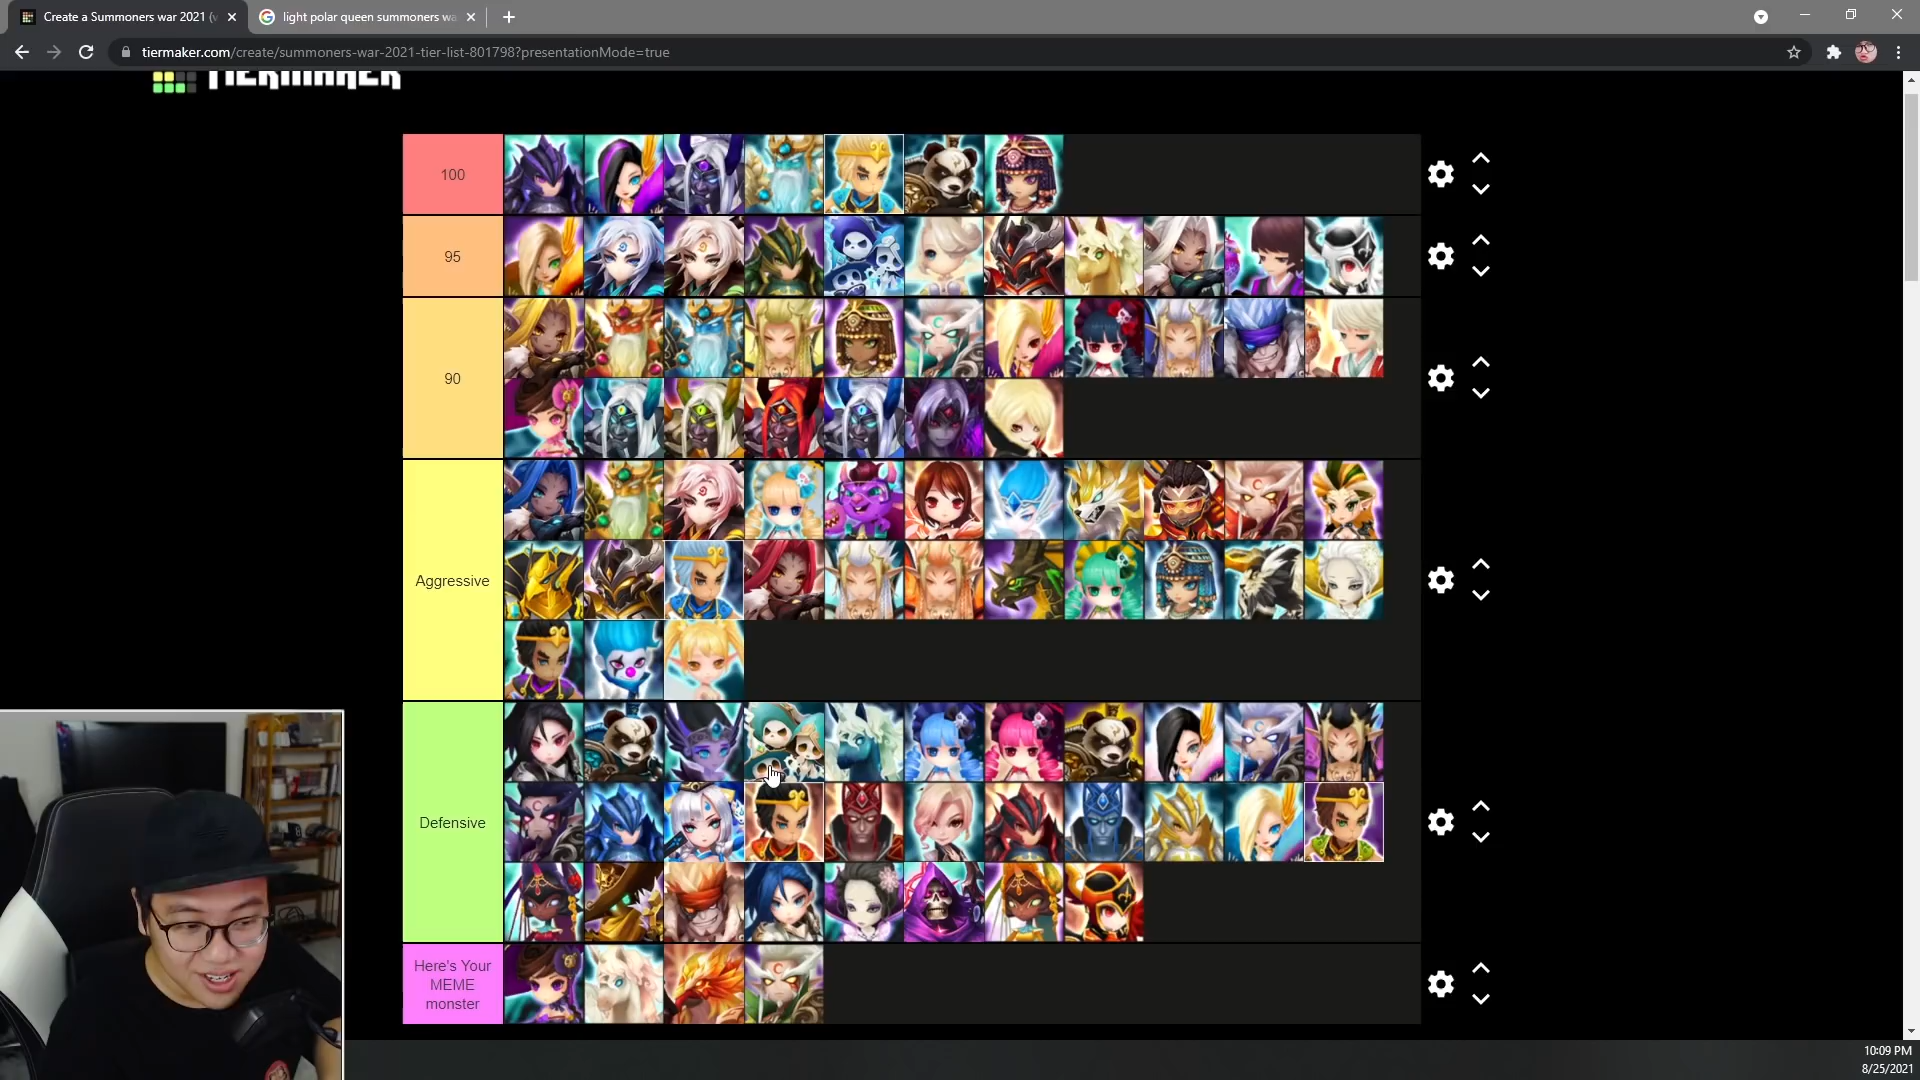 Create a Summoners war 2021 (v
light polar queen summoners wa
tiermaker.com/create/summoners-war-2021-tier-list-801798?presentationMode=true
TIERMAKER
100
95
90
Aggressive
Defensive
Here's Your
MEME
monster
10:09 PM
8/25/2021